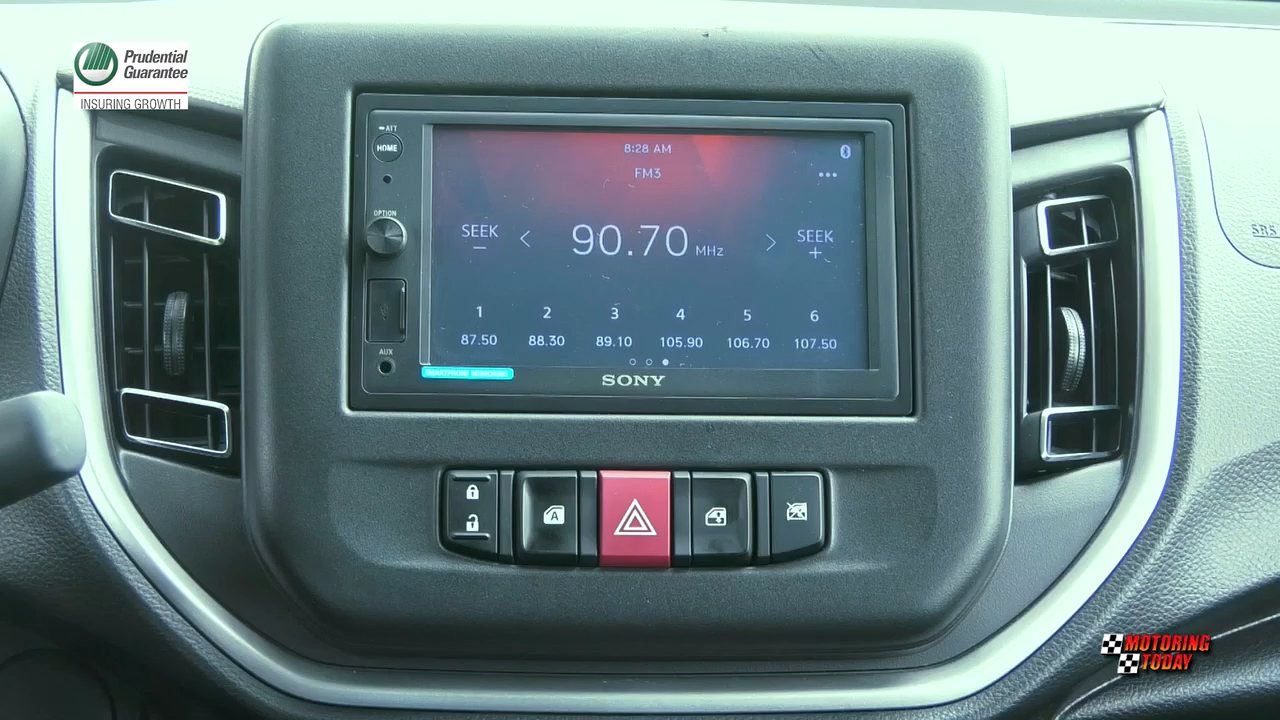 Prudential
Guarantee
INSURING GROWTH
ATT
HOME
8:28 AM
FM3
OPTION
SEEK
−
90.70 MHz
SEEK
+
1 2 3 4 5 6
87.50 88.30 89.10 105.90 106.70 107.50
AUX
SONY
A
SRS
MOTORING
TODAY